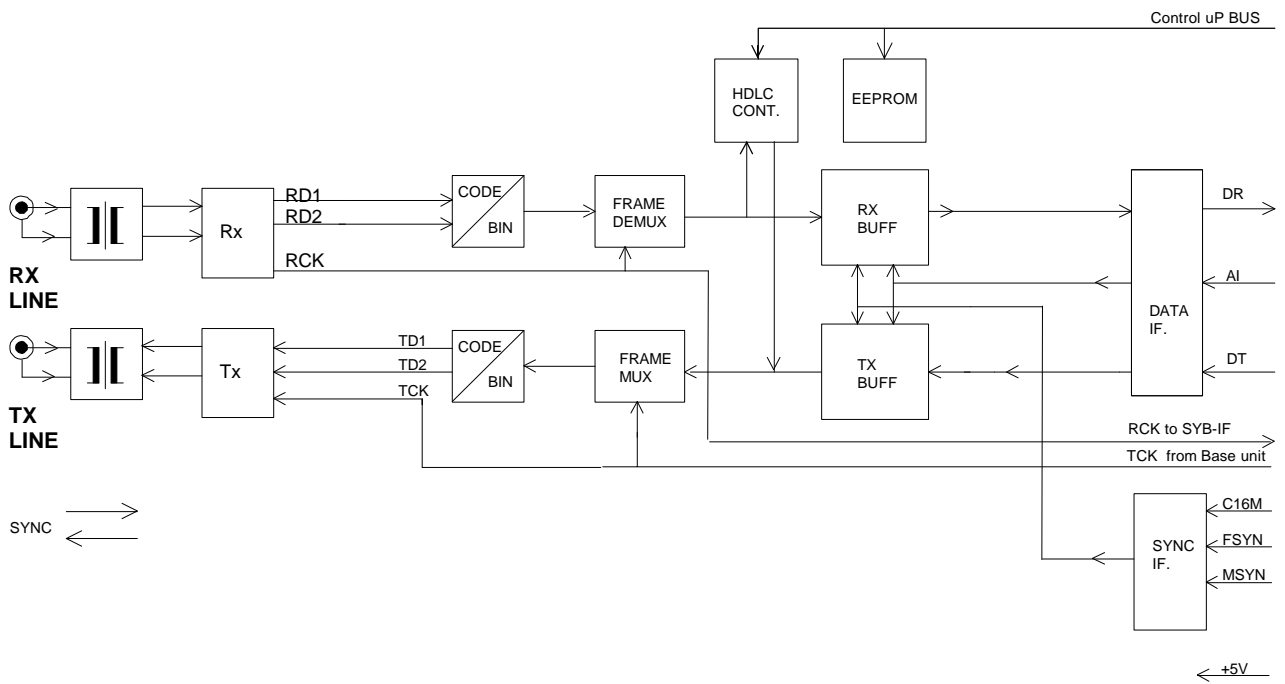 Control uP BUS
HDLC
CONT.
EEPROM
RX
LINE
Rx
RD1
RD2
RCK
CODE
BIN
FRAME
DEMUX
RX
BUFF
DATA
IF.
DR
AI
DT
TX
LINE
Tx
TD1
TD2
TCK
CODE
BIN
FRAME
MUX
TX
BUFF
RCK to SYB-IF
TCK from Base unit
SYNC
SYNC
IF.
C16M
FSYN
MSYN
+5V